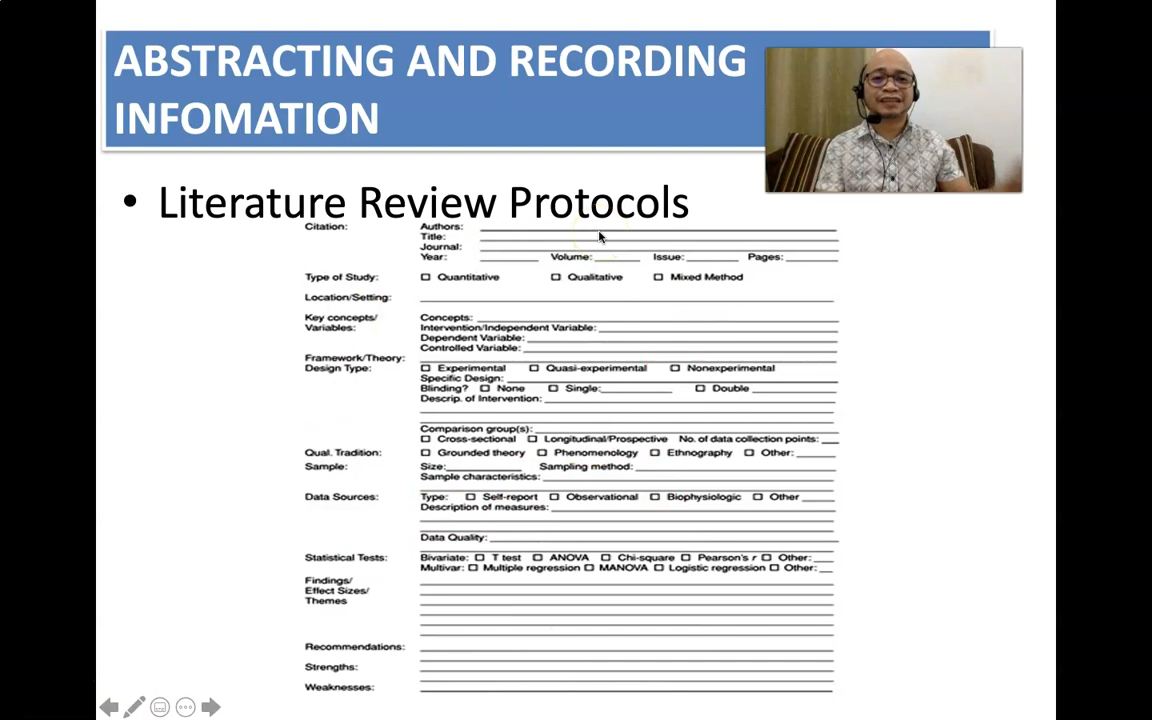 ABSTRACTING AND RECORDING
INFOMATION
• Literature Review Protocols
Citation: Authors:
Title:
Journal:
Year: Volume: Issue: Pages:
Type of Study: Quantitative Qualitative Mixed Method
Location/Setting:
Key concepts/ Concepts:
Variables: Intervention/Independent Variable:
Dependent Variable:
Controlled Variable:
Framework/Theory:
Design Type: Experimental Quasi-experimental Nonexperimental
Specific Design:
Blinding? None Single: Double
Descrip. of Intervention:
Comparison group(s):
Cross-sectional Longitudinal/Prospective No. of data collection points:
Qual. Tradition: Grounded theory Phenomenology Ethnography Other:
Sample: Size: Sampling method:
Sample characteristics:
Data Sources: Type: Self-report Observational Biophysiologic Other
Description of measures:
Data Quality:
Statistical Tests: Bivariate: T test ANOVA Chi-square Pearson's r Other:
Multivar: Multiple regression MANOVA Logistic regression Other:
Findings/
Effect Sizes/
Themes
Recommendations:
Strengths:
Weaknesses: